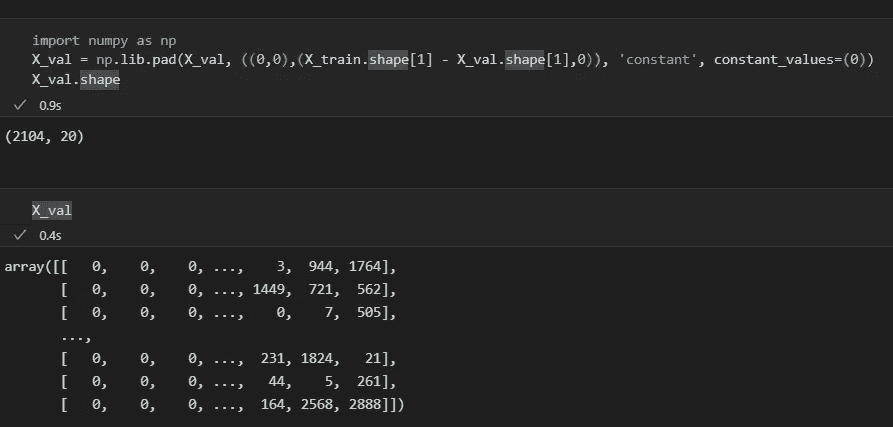 import numpy as np
X_val = np.lib.pad(X_val, ((0,0),(X_train.shape[1] - X_val.shape[1],0)), 'constant', constant_values=(0))
X_val.shape
✓ 0.9s
(2104, 20)
X_val
✓ 0.4s
array([[   0,    0,    0, ...,    3,  944, 1764],
       [   0,    0,    0, ..., 1449,  721,  562],
       [   0,    0,    0, ...,    0,    7,  505],
       ...,
       [   0,    0,    0, ...,  231, 1824,   21],
       [   0,    0,    0, ...,   44,    5,  261],
       [   0,    0,    0, ...,  164, 2568, 2888]])